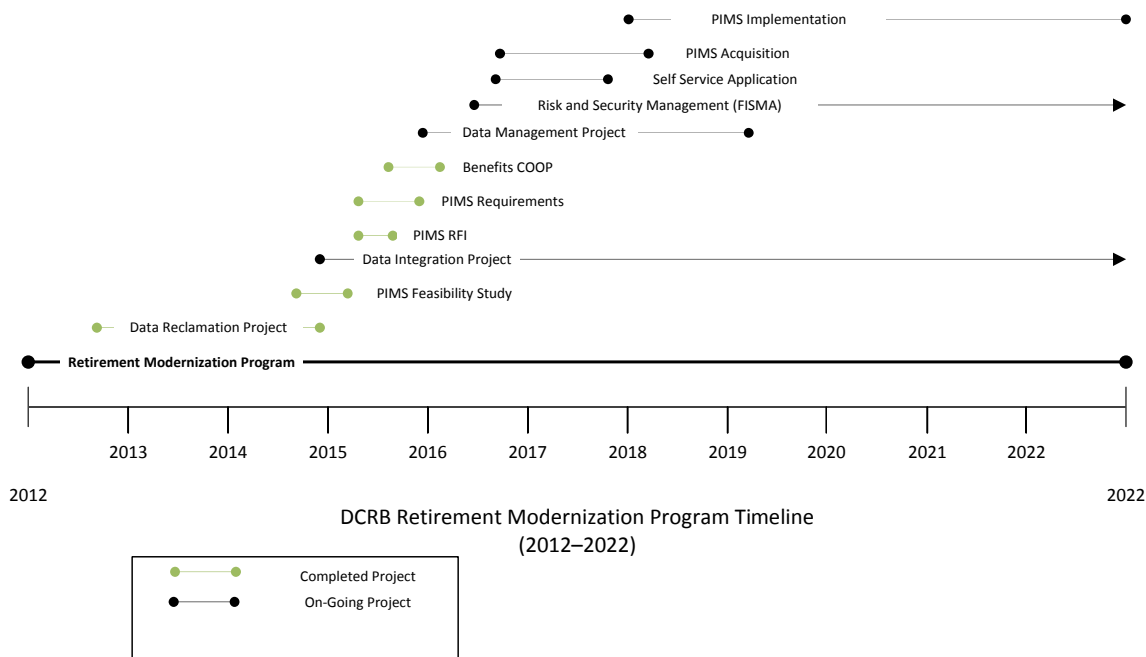 PIMS Implementation
PIMS Acquisition
Self Service Application
Risk and Security Management (FISMA)
Data Management Project
Benefits COOP
PIMS Requirements
PIMS RFI
Data Integration Project
PIMS Feasibility Study
Data Reclamation Project
Retirement Modernization Program
2013 2014 2015 2016 2017 2018 2019 2020 2021 2022
2012 2022
DCRB Retirement Modernization Program Timeline
(2012–2022)
Completed Project
On-Going Project